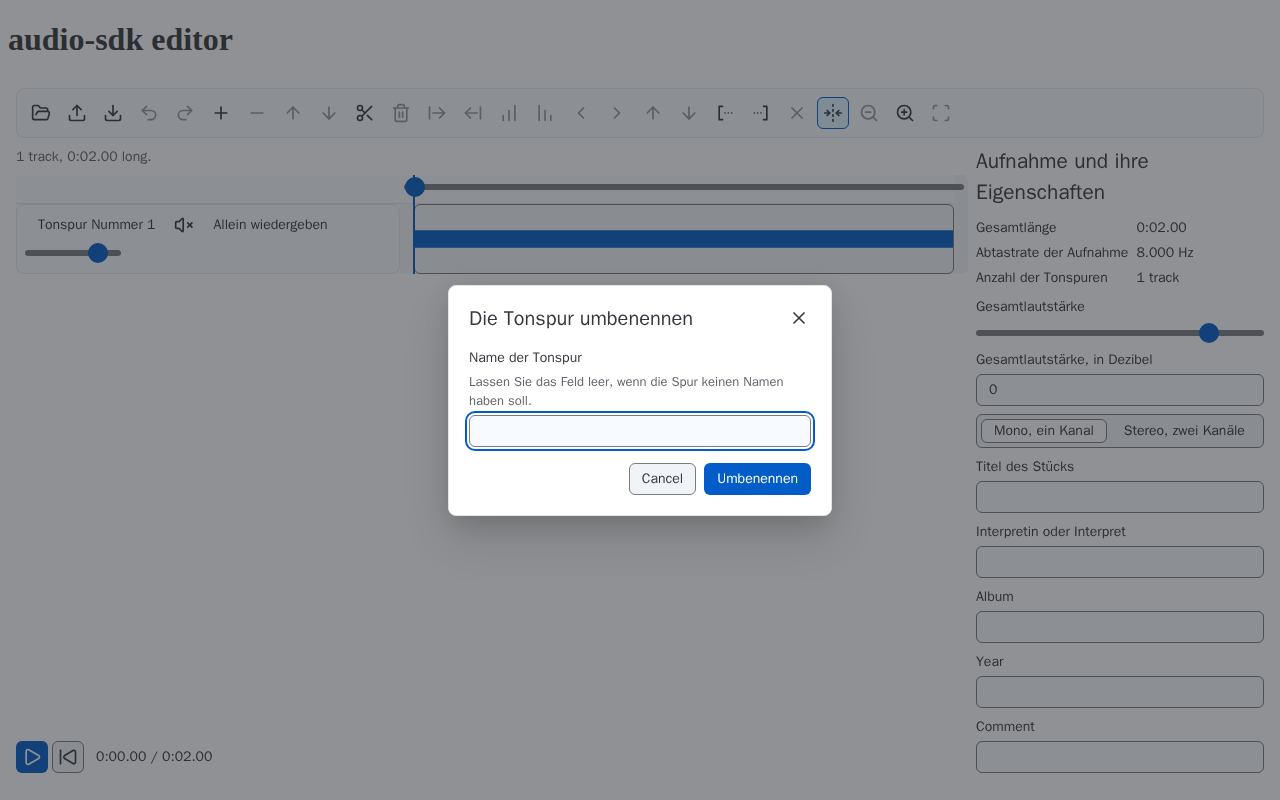 audio-sdk editor
1 track, 0:02.00 long.
Tonspur Nummer 1
Allein wiedergeben
Aufnahme und ihre
Eigenschaften
Gesamtlänge 0:02.00
Abtastrate der Aufnahme 8.000 Hz
Anzahl der Tonspuren 1 track
Gesamtlautstärke
Gesamtlautstärke, in Dezibel
0
Mono, ein Kanal Stereo, zwei Kanäle
Titel des Stücks
Interpretin oder Interpret
Album
Year
Comment
Die Tonspur umbenennen
Name der Tonspur
Lassen Sie das Feld leer, wenn die Spur keinen Namen
haben soll.
Cancel Umbenennen
0:00.00 / 0:02.00